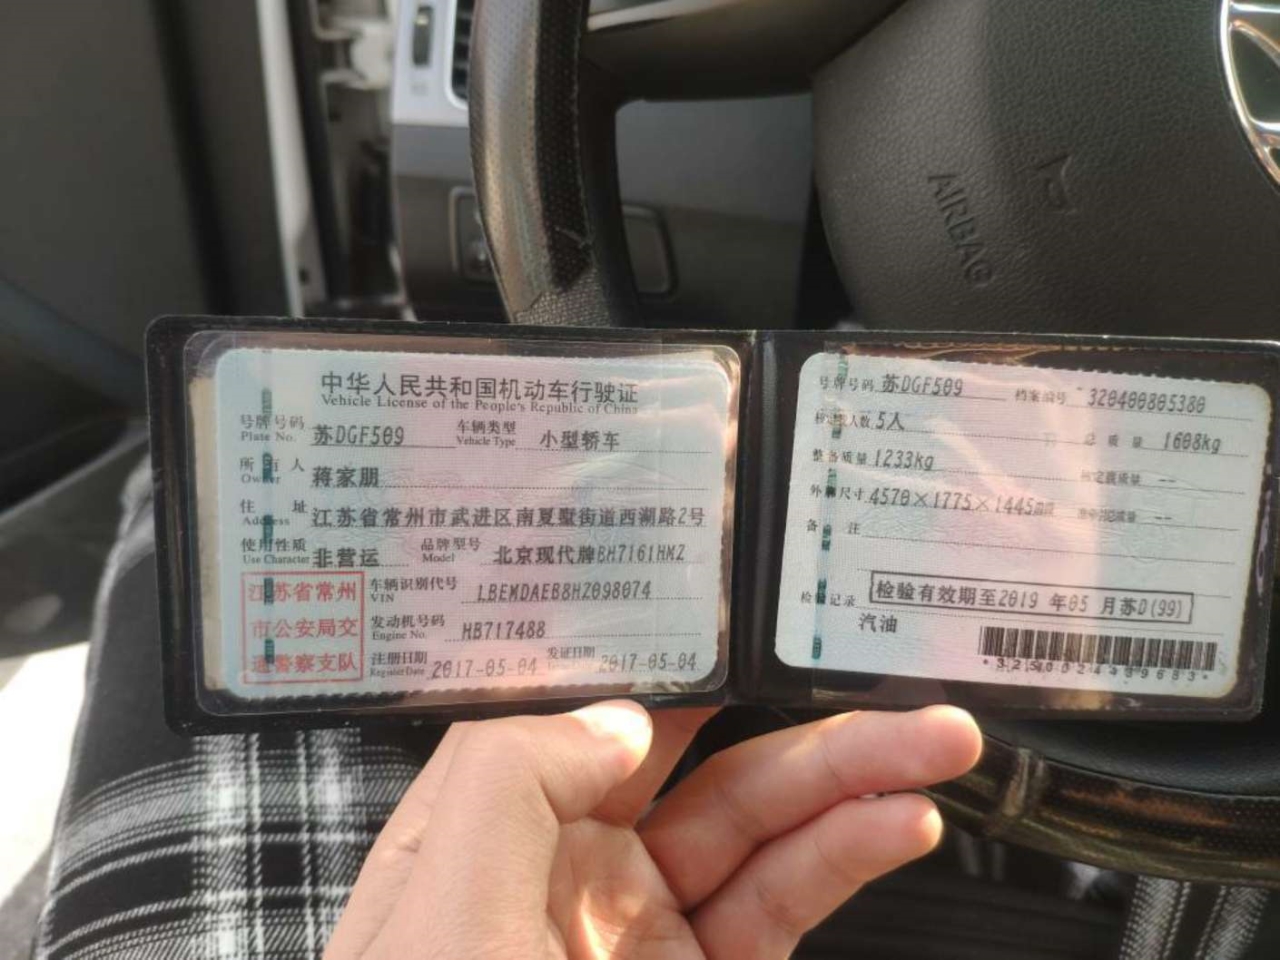 AIRBAG
中华人民共和国机动车行驶证
Vehicle License of the People's Republic of China
号牌号码 苏DGF509 车辆类型 小型轿车
Plate No. Vehicle Type
所有人 蒋家朋
Owner
住址 江苏省常州市武进区南夏墅街道西湖路2号
Address
使用性质 非营运 品牌型号 北京现代牌BH7161HMZ
Use Character Model
江苏省常州
市公安局交
通警察支队
车辆识别代号 LBEMDAEB8HZ098074
VIN
发动机号码 HB717488
Engine No.
注册日期 2017-05-04 发证日期 2017-05-04
Register Date Issue Date
号牌号码 苏DGF509 档案编号 320400805380
核定载人数 5人 总质量 1608kg
整备质量 1233kg 核定载质量 --
外廓尺寸 4570×1775×1445mm 准牵引总质量 --
备注
检验记录 检验有效期至2019年05月苏D(99)
汽油
*3250024439683*